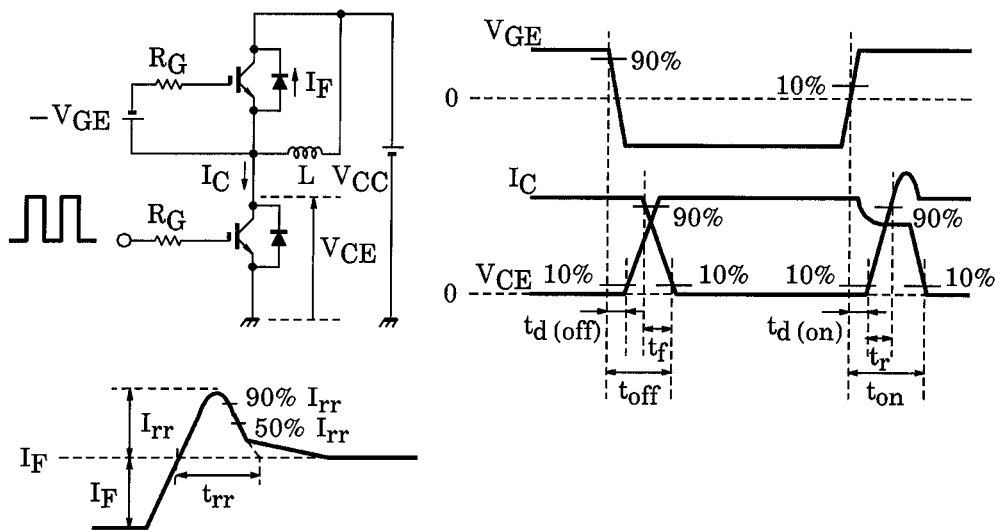 R_G
I_F
−V_GE
I_C
L
V_CC
R_G
V_CE
V_GE
90%
10%
0
I_C
90%
90%
V_CE
10%
10%
10%
10%
0
t_d (off)
t_f
t_d (on)
t_r
t_off
t_on
90% I_rr
I_rr
50% I_rr
I_F
I_F
t_rr